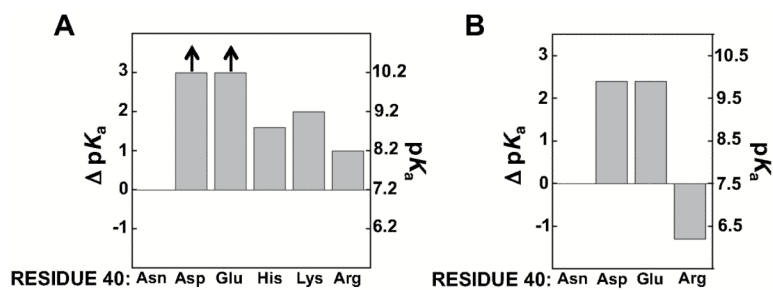 A
B
3
2
1
0
-1
Δ pKa
10.2
9.2
8.2
7.2
6.2
pKa
RESIDUE 40: Asn Asp Glu His Lys Arg
3
2
1
0
-1
Δ pKa
10.5
9.5
8.5
7.5
6.5
pKa
RESIDUE 40: Asn Asp Glu Arg